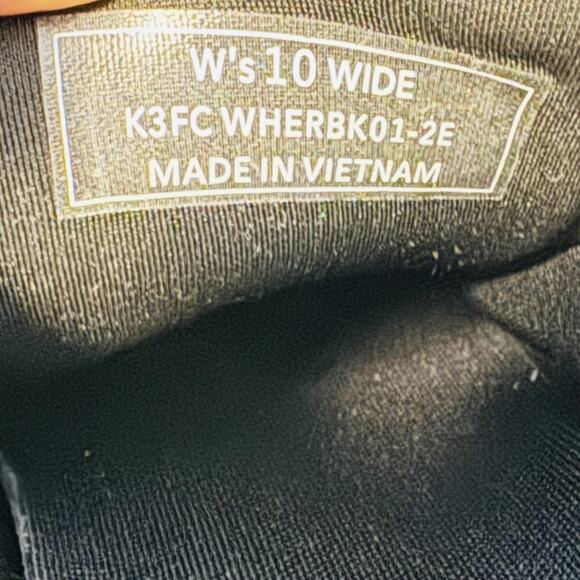 W's 10 WIDE
K3FC WHERBK01-2E
MADE IN VIETNAM